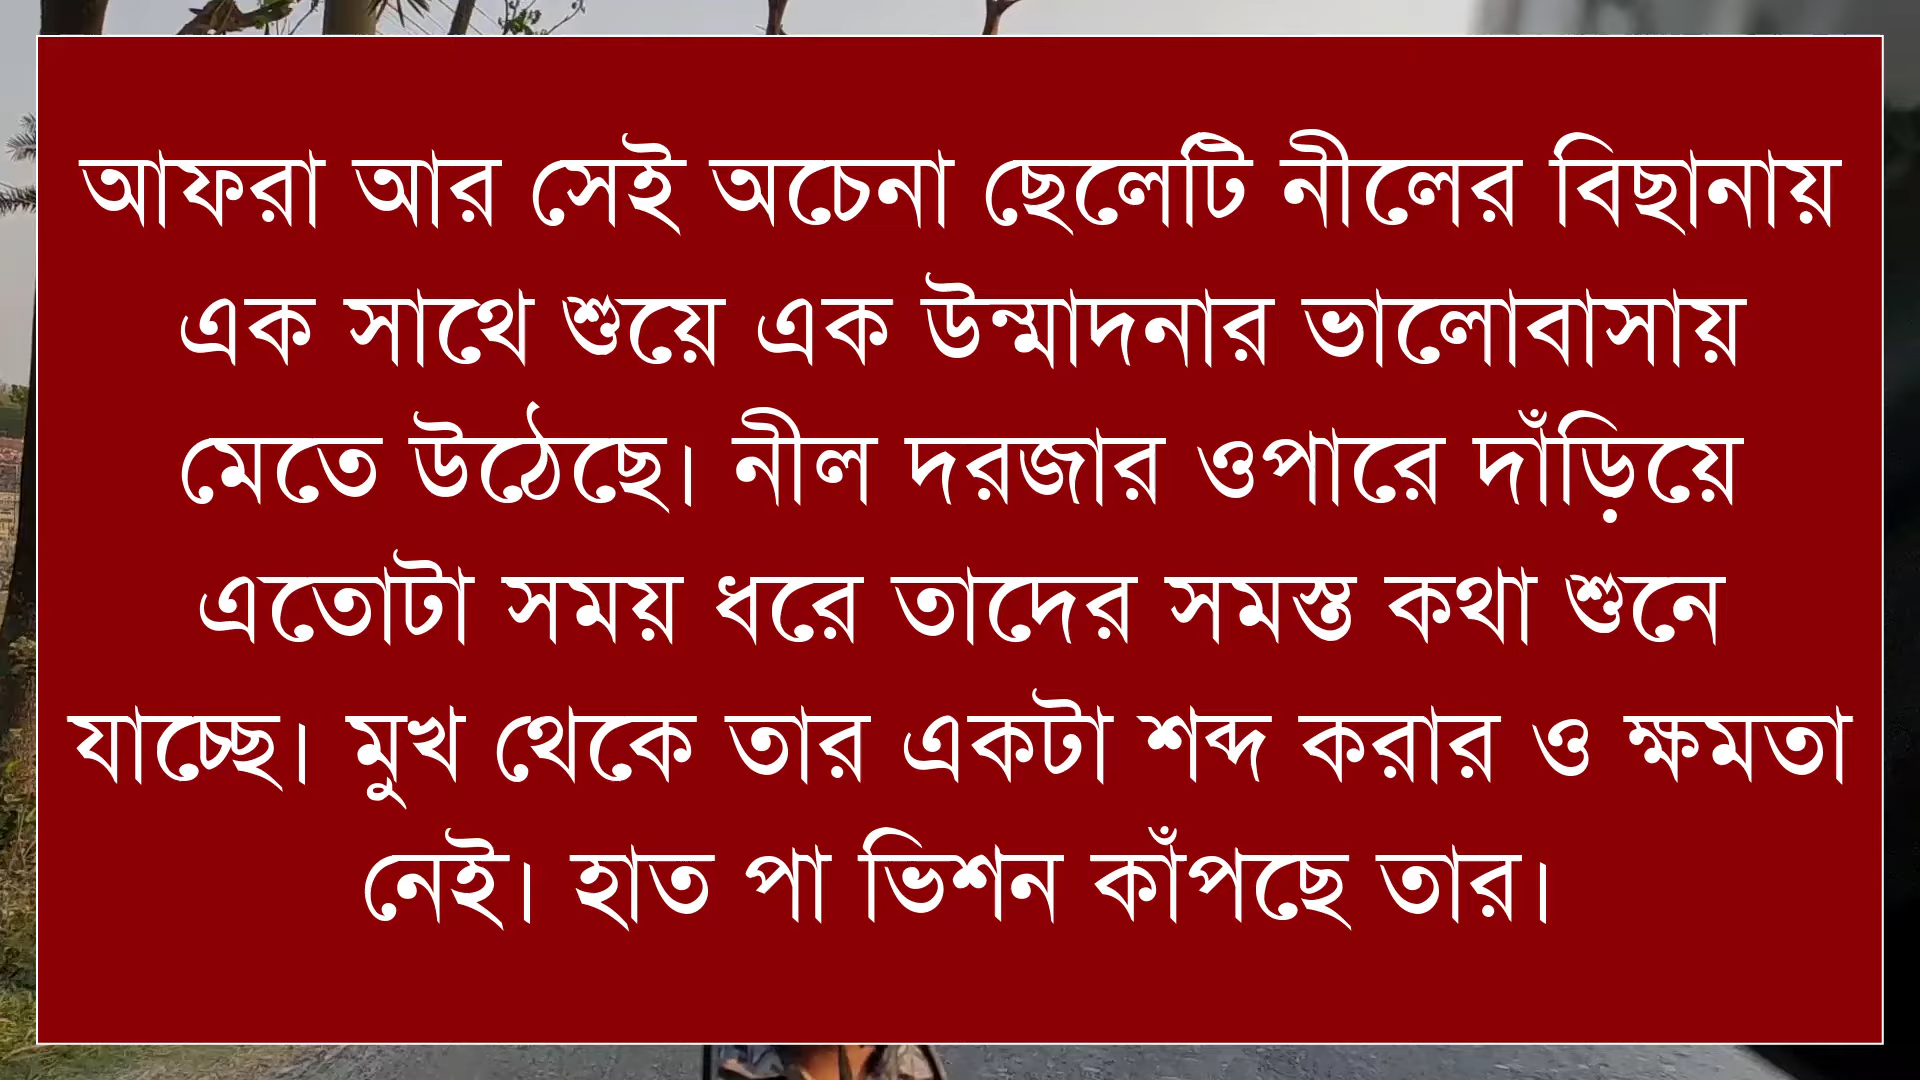 আফরা আর সেই অচেনা ছেলেটি নীলের বিছানায়
এক সাথে শুয়ে এক উন্মাদনার ভালোবাসায়
মেতে উঠেছে। নীল দরজার ওপারে দাঁড়িয়ে
এতোটা সময় ধরে তাদের সমস্ত কথা শুনে
যাচ্ছে। মুখ থেকে তার একটা শব্দ করার ও ক্ষমতা
নেই। হাত পা ভিশন কাঁপছে তার।